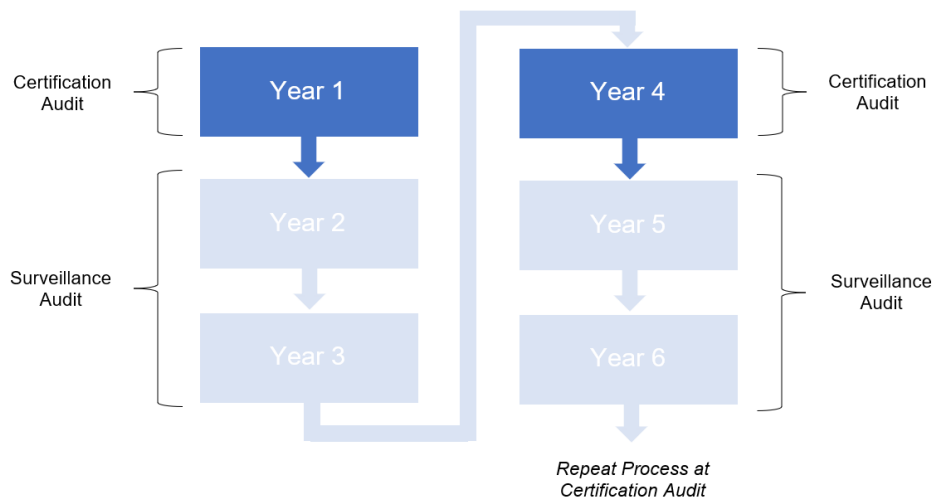 Certification
Audit
Year 1
Surveillance
Audit
Year 2
Year 3
Year 4
Certification
Audit
Year 5
Year 6
Surveillance
Audit
Repeat Process at
Certification Audit